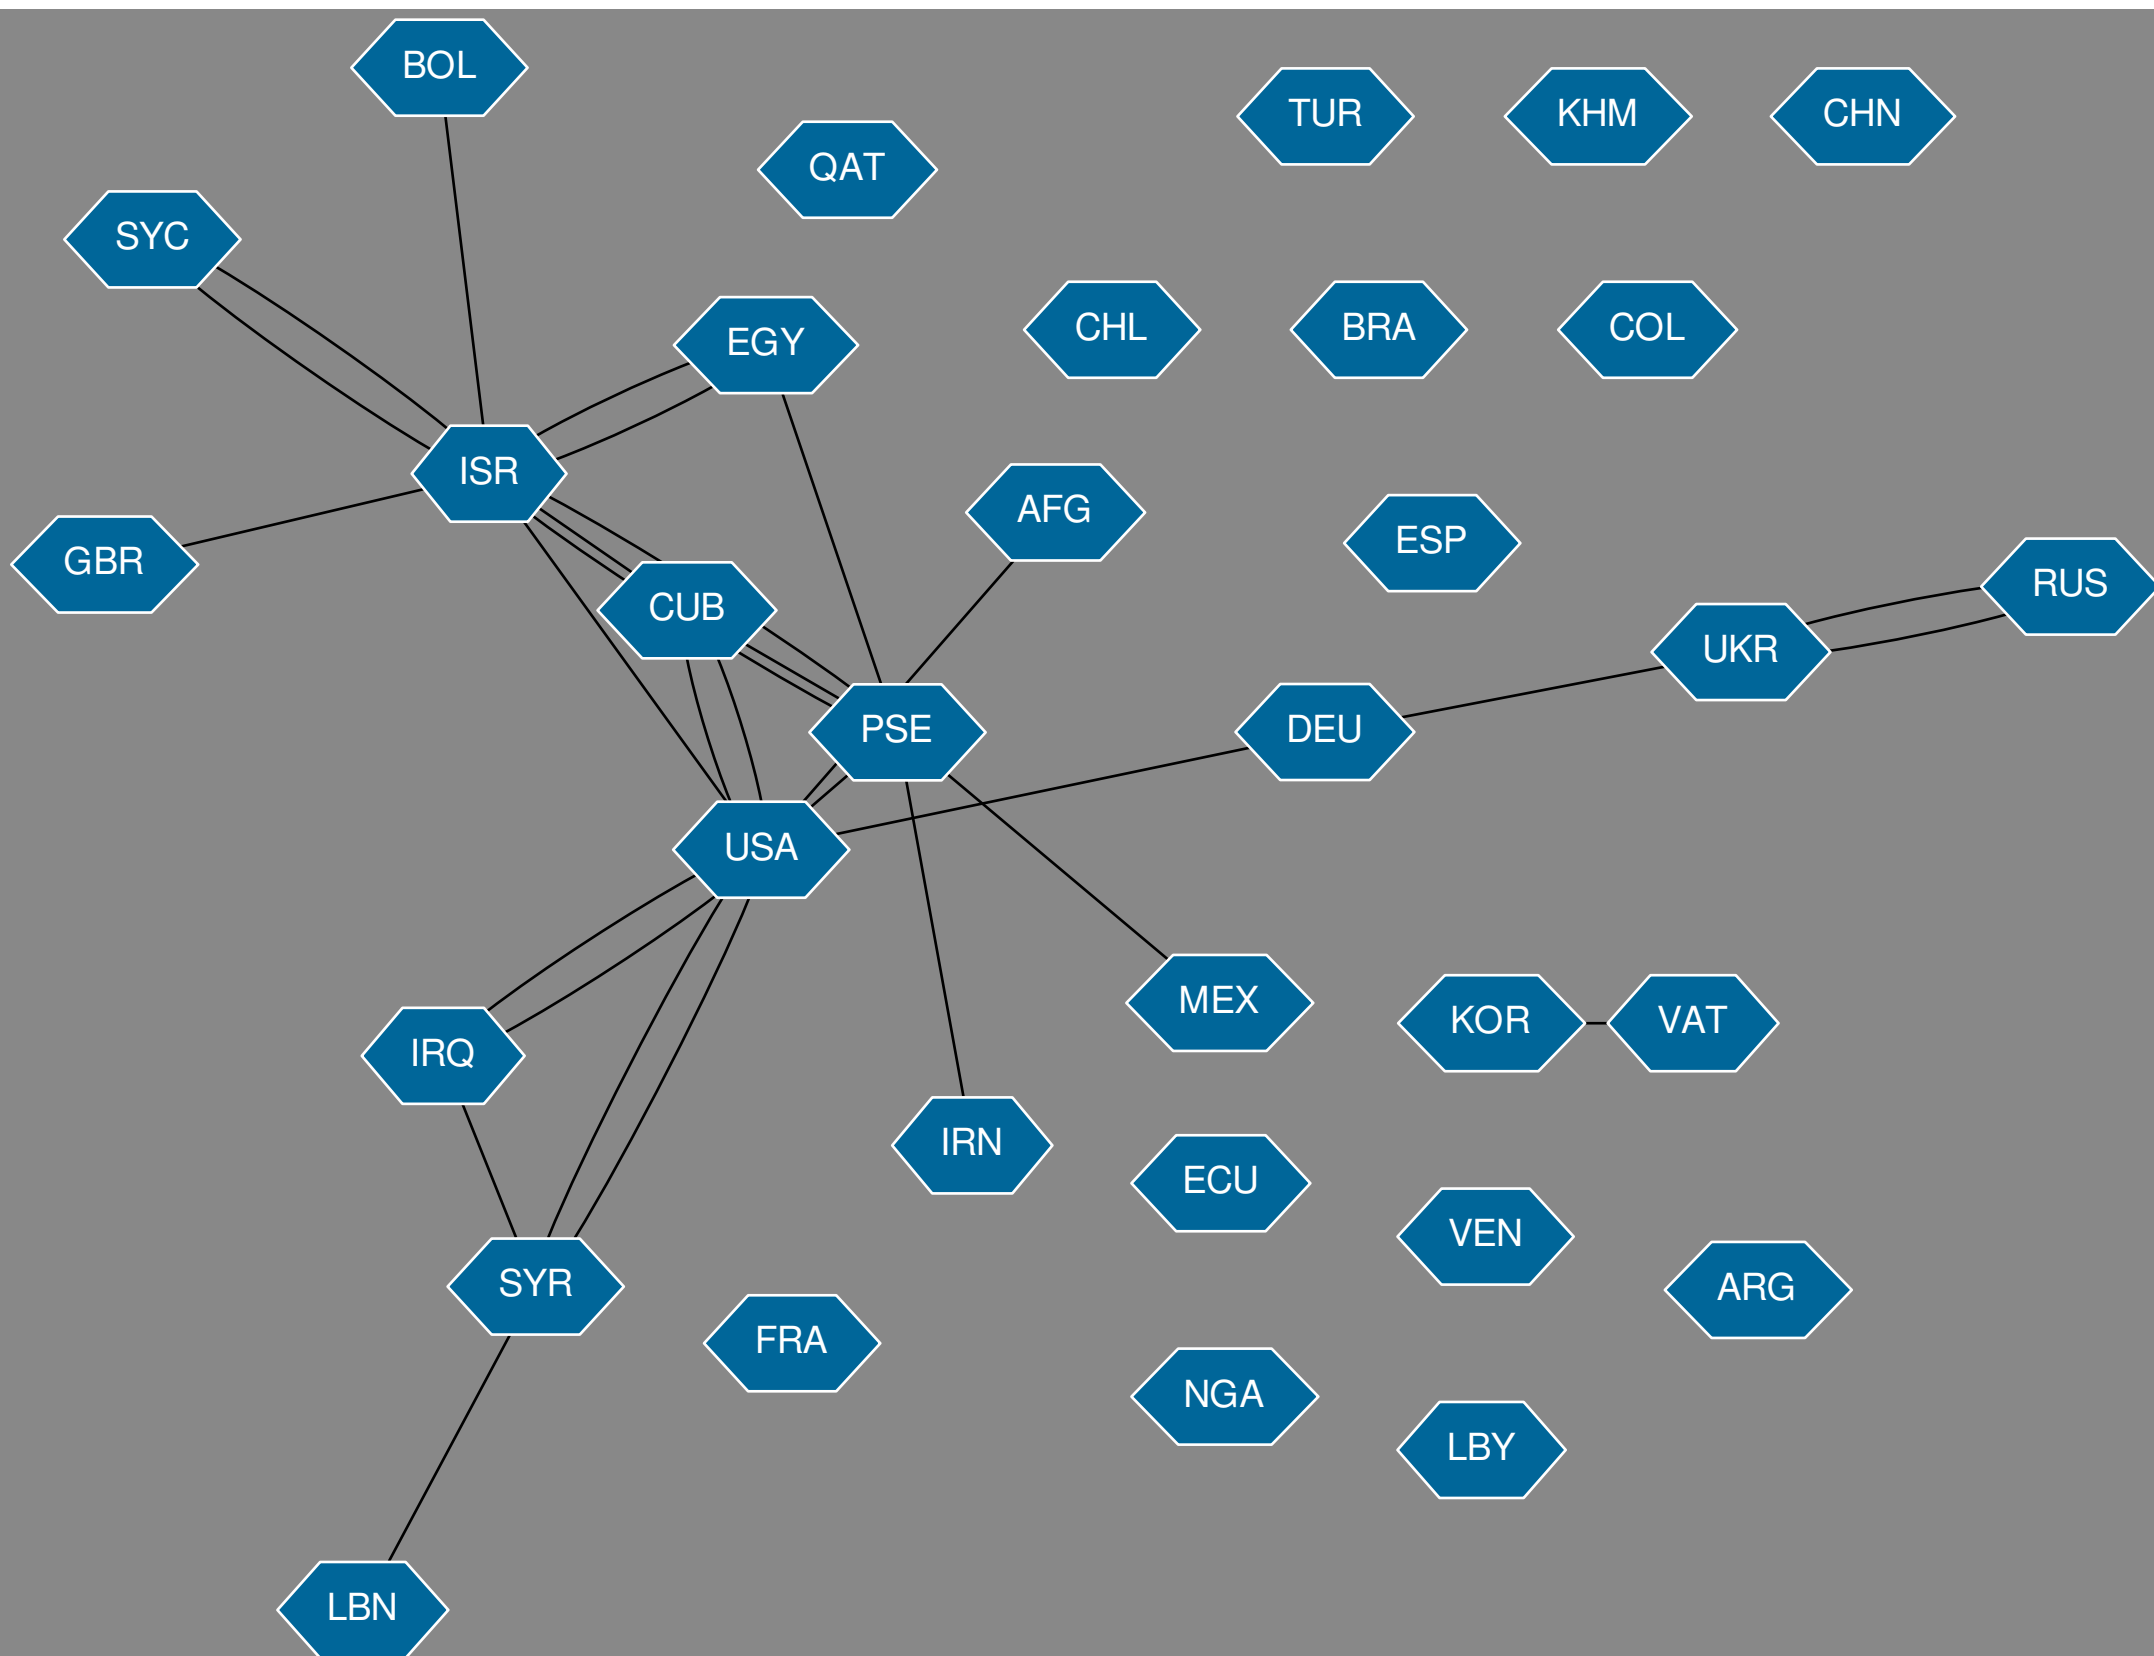 BOL
TUR
KHM
CHN
QAT
SYC
EGY
CHL
BRA
COL
ISR
AFG
ESP
GBR
CUB
RUS
UKR
PSE
DEU
USA
MEX
KOR
VAT
IRQ
IRN
ECU
VEN
SYR
ARG
FRA
NGA
LBY
LBN